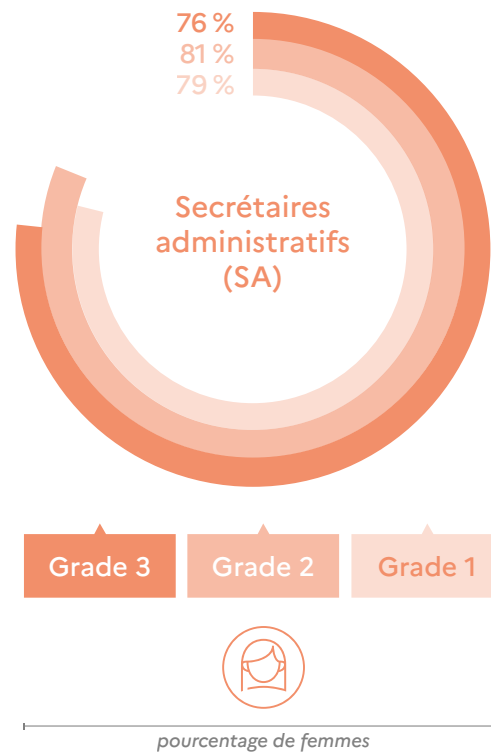 76 %
81 %
79 %
Secrétaires
administratifs
(SA)
Grade 3
Grade 2
Grade 1
pourcentage de femmes